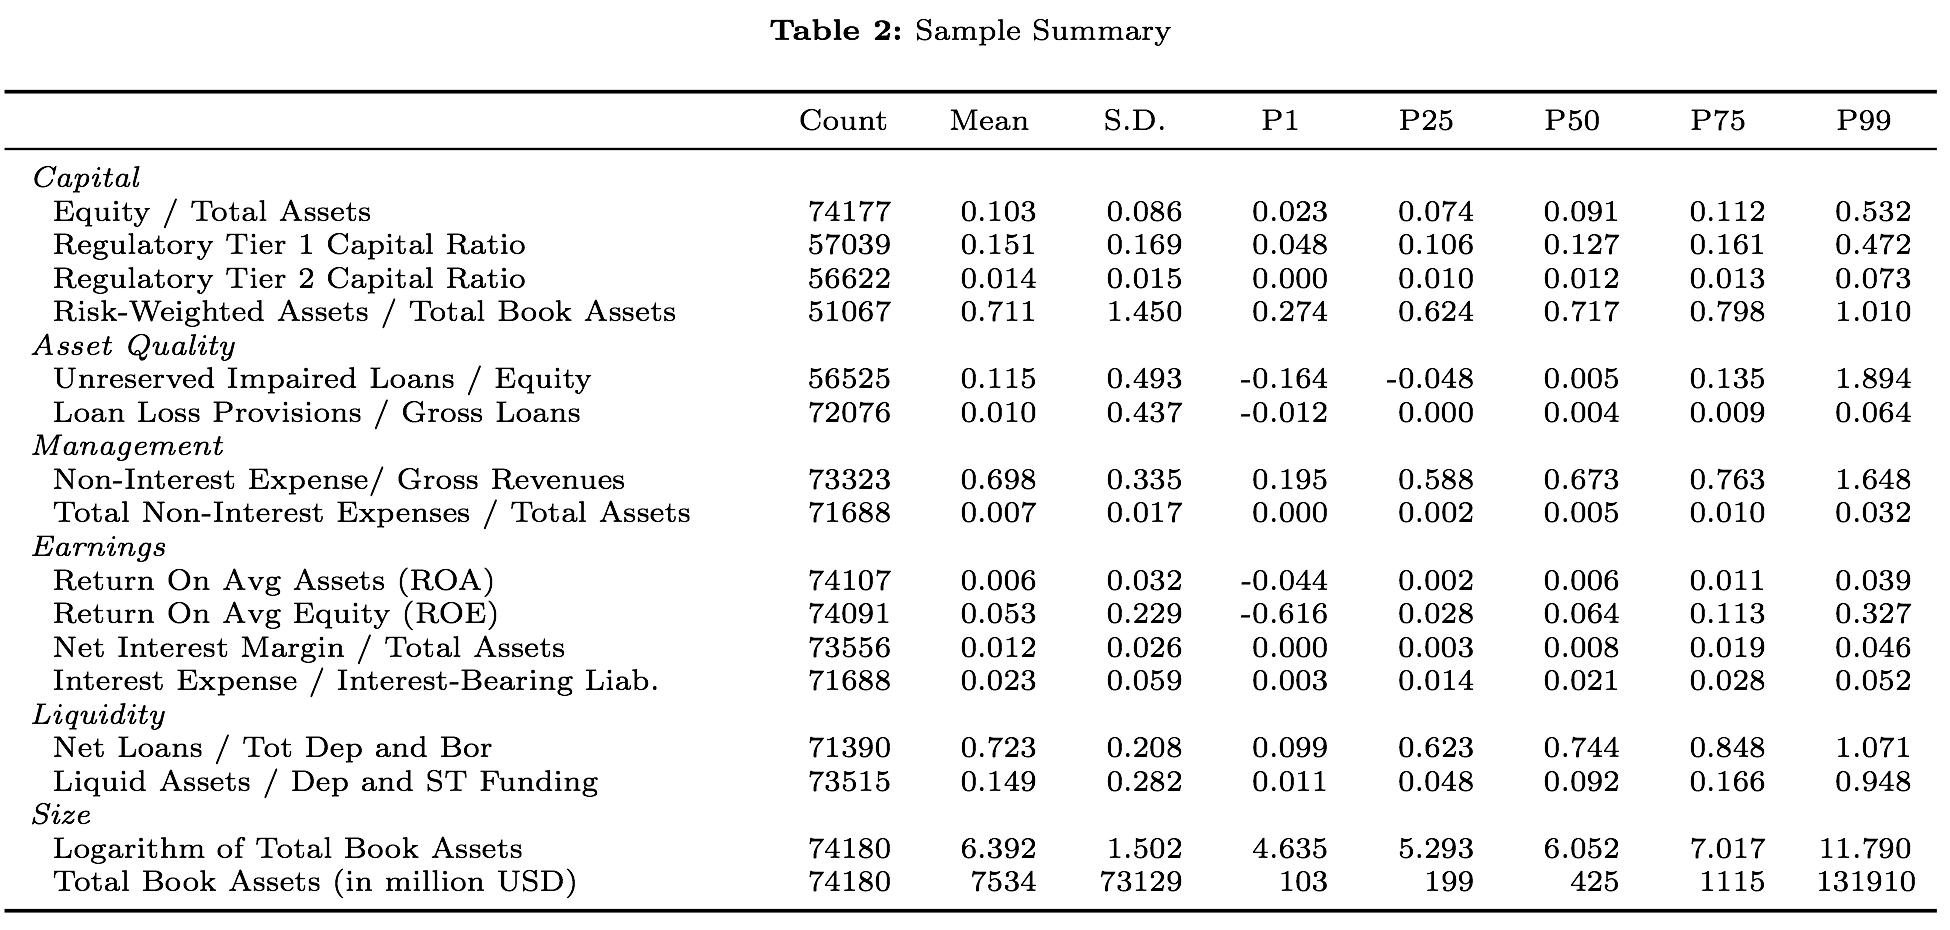 Table 2: Sample Summary
Count Mean S.D. P1 P25 P50 P75 P99
Capital
Equity / Total Assets 74177 0.103 0.086 0.023 0.074 0.091 0.112 0.532
Regulatory Tier 1 Capital Ratio 57039 0.151 0.169 0.048 0.106 0.127 0.161 0.472
Regulatory Tier 2 Capital Ratio 56622 0.014 0.015 0.000 0.010 0.012 0.013 0.073
Risk-Weighted Assets / Total Book Assets 51067 0.711 1.450 0.274 0.624 0.717 0.798 1.010
Asset Quality
Unreserved Impaired Loans / Equity 56525 0.115 0.493 -0.164 -0.048 0.005 0.135 1.894
Loan Loss Provisions / Gross Loans 72076 0.010 0.437 -0.012 0.000 0.004 0.009 0.064
Management
Non-Interest Expense/ Gross Revenues 73323 0.698 0.335 0.195 0.588 0.673 0.763 1.648
Total Non-Interest Expenses / Total Assets 71688 0.007 0.017 0.000 0.002 0.005 0.010 0.032
Earnings
Return On Avg Assets (ROA) 74107 0.006 0.032 -0.044 0.002 0.006 0.011 0.039
Return On Avg Equity (ROE) 74091 0.053 0.229 -0.616 0.028 0.064 0.113 0.327
Net Interest Margin / Total Assets 73556 0.012 0.026 0.000 0.003 0.008 0.019 0.046
Interest Expense / Interest-Bearing Liab. 71688 0.023 0.059 0.003 0.014 0.021 0.028 0.052
Liquidity
Net Loans / Tot Dep and Bor 71390 0.723 0.208 0.099 0.623 0.744 0.848 1.071
Liquid Assets / Dep and ST Funding 73515 0.149 0.282 0.011 0.048 0.092 0.166 0.948
Size
Logarithm of Total Book Assets 74180 6.392 1.502 4.635 5.293 6.052 7.017 11.790
Total Book Assets (in million USD) 74180 7534 73129 103 199 425 1115 131910